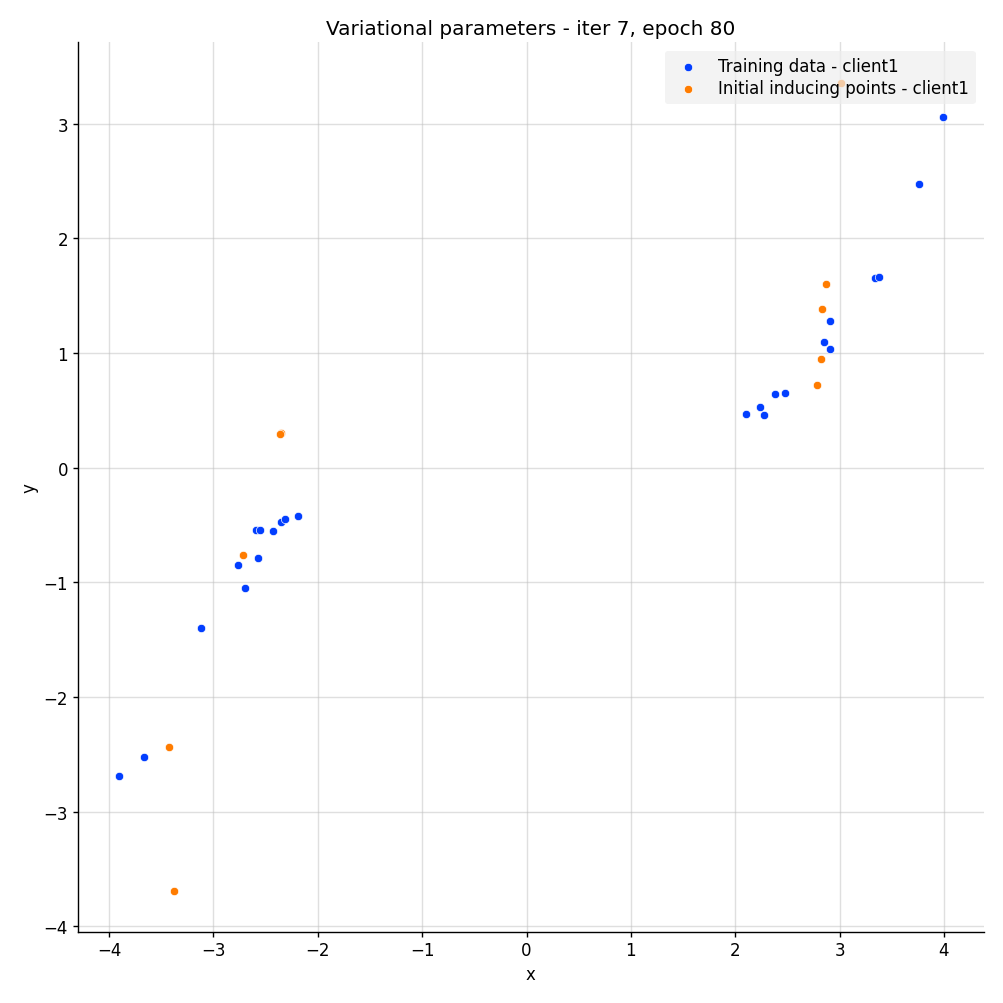 Variational parameters - iter 7, epoch 80
Training data - client1
Initial inducing points - client1
3
2
1
0
−1
−2
−3
−4
y
−4 −3 −2 −1 0 1 2 3 4
x